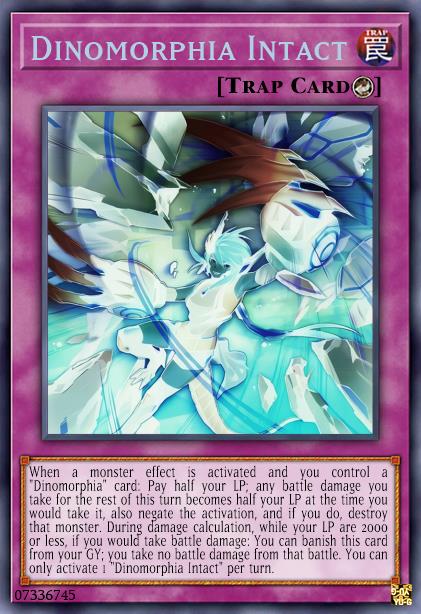 Dinomorphia Intact
TRAP
罠
[Trap Card]
When a monster effect is activated and you control a
"Dinomorphia" card: Pay half your LP; any battle damage you
take for the rest of this turn becomes half your LP at the time you
would take it, also negate the activation, and if you do, destroy
that monster. During damage calculation, while your LP are 2000
or less, if you would take battle damage: You can banish this card
from your GY; you take no battle damage from that battle. You can
only activate 1 "Dinomorphia Intact" per turn.
07336745